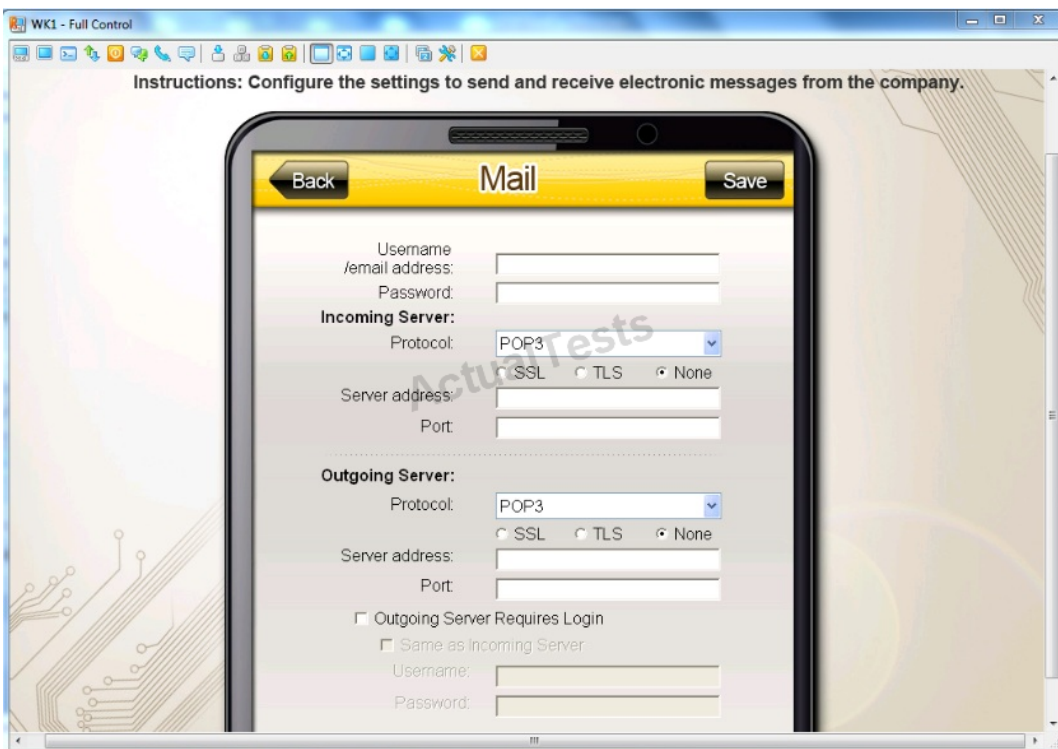 WK1 - Full Control
Instructions: Configure the settings to send and receive electronic messages from the company.
Back Mail Save
Username
/email address:
Password:
Incoming Server:
Protocol: POP3
SSL TLS None
Server address:
Port:
ActualTests
Outgoing Server:
Protocol: POP3
SSL TLS None
Server address:
Port:
Outgoing Server Requires Login
Same as Incoming Server
Username:
Password: